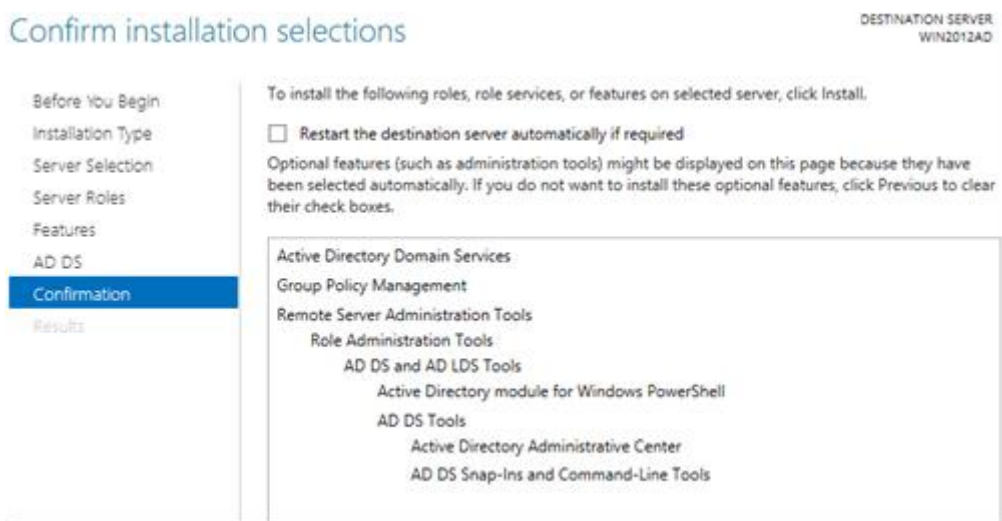 Confirm installation selections
DESTINATION SERVER
WIN2012AD
Before You Begin
Installation Type
Server Selection
Server Roles
Features
AD DS
Confirmation
Results
To install the following roles, role services, or features on selected server, click Install.
Restart the destination server automatically if required
Optional features (such as administration tools) might be displayed on this page because they have
been selected automatically. If you do not want to install these optional features, click Previous to clear
their check boxes.
Active Directory Domain Services
Group Policy Management
Remote Server Administration Tools
Role Administration Tools
AD DS and AD LDS Tools
Active Directory module for Windows PowerShell
AD DS Tools
Active Directory Administrative Center
AD DS Snap-Ins and Command-Line Tools